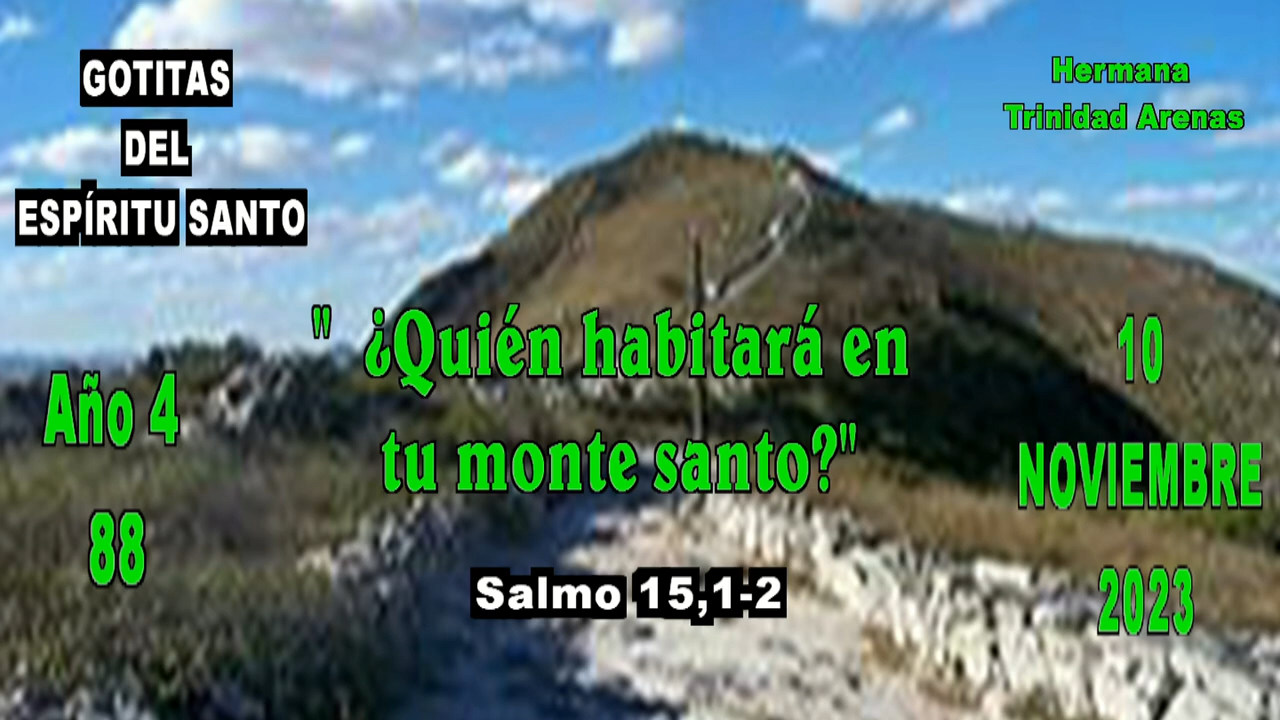 GOTITAS
DEL
ESPÍRITU SANTO
Hermana
Trinidad Arenas
" ¿Quién habitará en
tu monte santo?"
Salmo 15,1-2
Año 4
88
10
NOVIEMBRE
2023